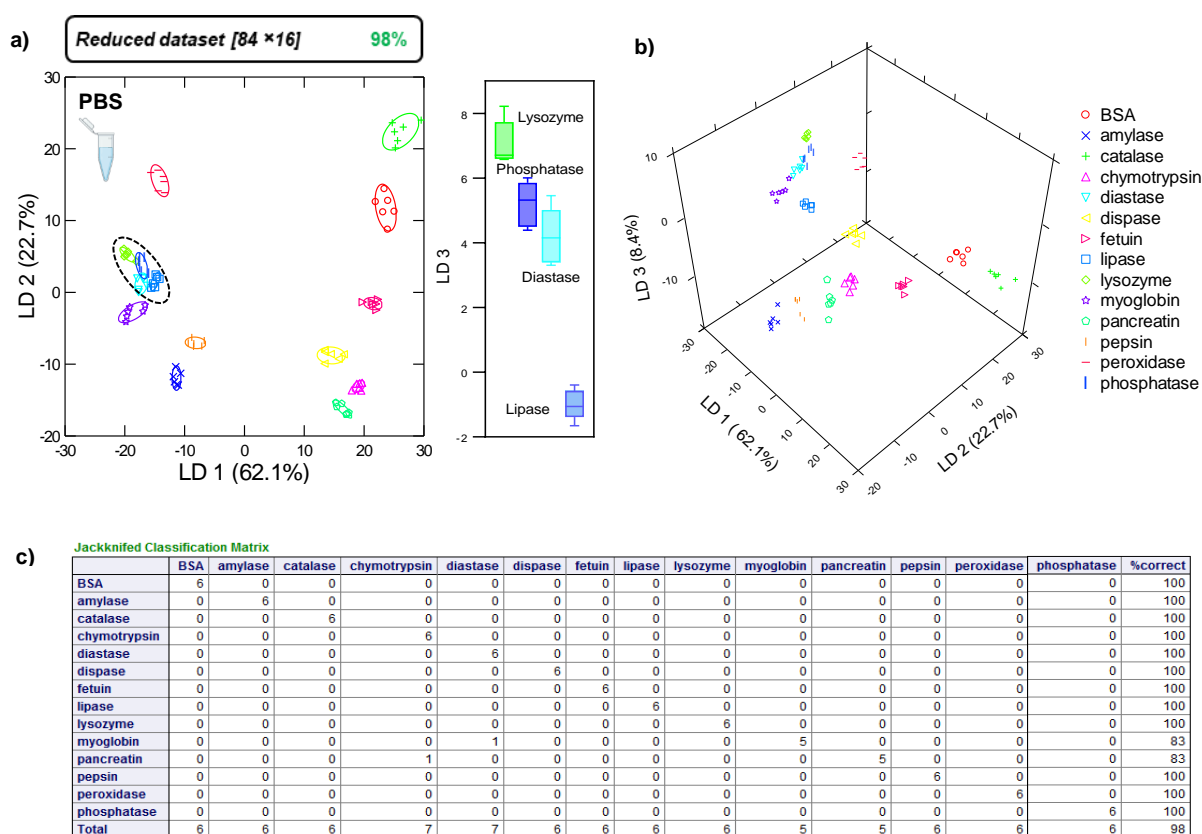 a)
Reduced dataset [84 ×16] 98%
PBS
30
20
10
0
-10
-20
-30 -20 -10 0 10 20 30
LD 2 (22.7%)
LD 1 (62.1%)
8
6
4
2
0
-2
LD 3
Lysozyme
Phosphatase
Diastase
Lipase
b)
10
0
-10
LD 3 (8.4%)
-30
-20
-10
0
10
20
30
LD 1 ( 62.1%)
-20
-10
0
10
20
30
LD 2 (22.7%)
BSA
amylase
catalase
chymotrypsin
diastase
dispase
fetuin
lipase
lysozyme
myoglobin
pancreatin
pepsin
peroxidase
phosphatase
c)
Jackknifed Classification Matrix
BSA amylase catalase chymotrypsin diastase dispase fetuin lipase lysozyme myoglobin pancreatin pepsin peroxidase phosphatase %correct
BSA 6 0 0 0 0 0 0 0 0 0 0 0 0 0 100
amylase 0 6 0 0 0 0 0 0 0 0 0 0 0 0 100
catalase 0 0 6 0 0 0 0 0 0 0 0 0 0 0 100
chymotrypsin 0 0 0 6 0 0 0 0 0 0 0 0 0 0 100
diastase 0 0 0 0 6 0 0 0 0 0 0 0 0 0 100
dispase 0 0 0 0 0 6 0 0 0 0 0 0 0 0 100
fetuin 0 0 0 0 0 0 6 0 0 0 0 0 0 0 100
lipase 0 0 0 0 0 0 0 6 0 0 0 0 0 0 100
lysozyme 0 0 0 0 0 0 0 0 6 0 0 0 0 0 100
myoglobin 0 0 0 0 1 0 0 0 0 5 0 0 0 0 83
pancreatin 0 0 0 1 0 0 0 0 0 0 5 0 0 0 83
pepsin 0 0 0 0 0 0 0 0 0 0 0 6 0 0 100
peroxidase 0 0 0 0 0 0 0 0 0 0 0 0 6 0 100
phosphatase 0 0 0 0 0 0 0 0 0 0 0 0 0 6 100
Total 6 6 6 7 7 6 6 6 6 5 5 6 6 6 98